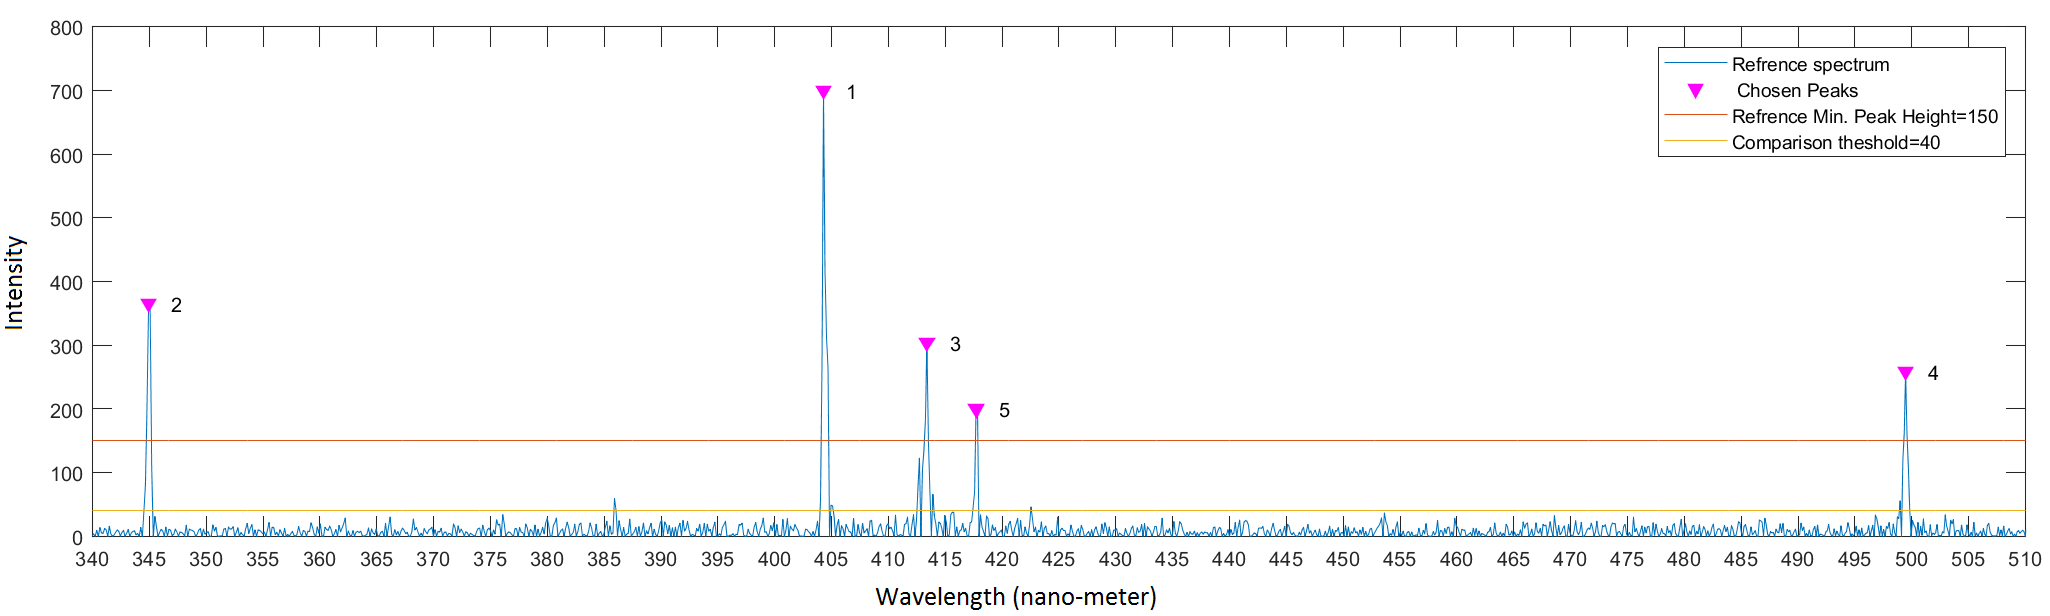 800
700
600
500
400
300
200
100
0
Intensity
1
2
3
5
4
Refrence spectrum
Chosen Peaks
Refrence Min. Peak Height=150
Comparison theshold=40
340 345 350 355 360 365 370 375 380 385 390 395 400 405 410 415 420 425 430 435 440 445 450 455 460 465 470 475 480 485 490 495 500 505 510
Wavelength (nano-meter)